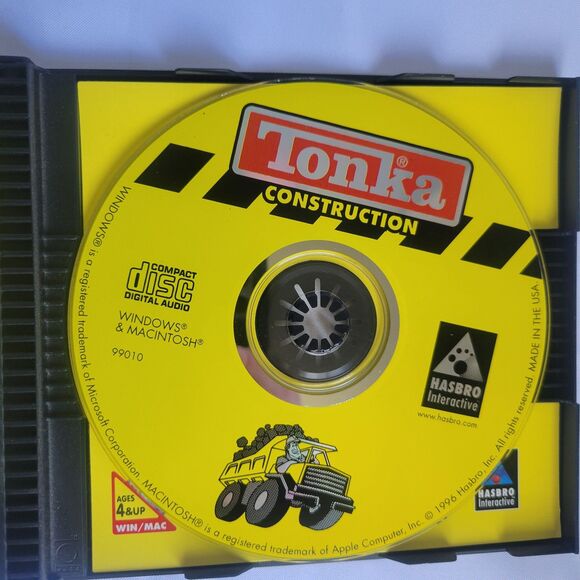 Tonka®
CONSTRUCTION
COMPACT
disc
DIGITAL AUDIO
WINDOWS®
& MACINTOSH®
99010
HASBRO
Interactive
www.hasbro.com
WINDOWS® is a registered trademark of Microsoft Corporation. MACINTOSH® is a registered trademark of Apple Computer, Inc. © 1996 Hasbro, Inc. All rights reserved. MADE IN THE USA.
AGES
4 & UP
WIN/MAC
HASBRO
Interactive